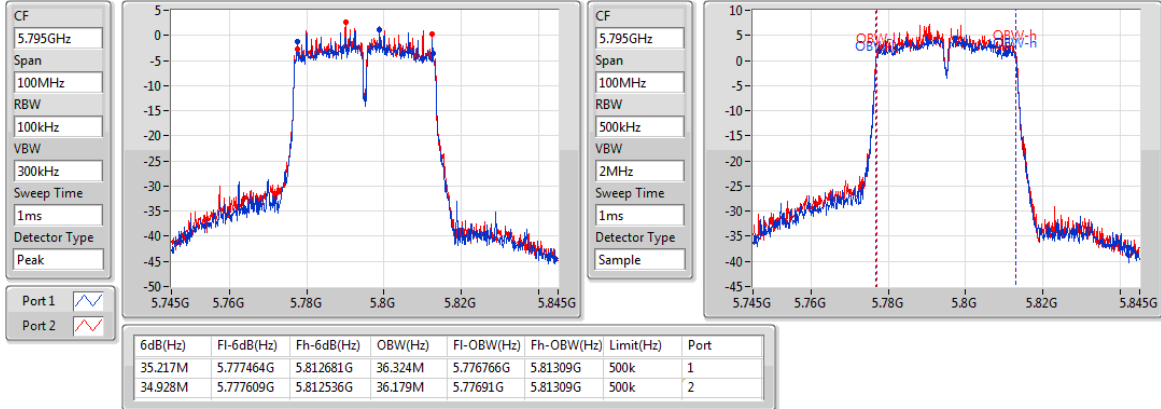 CF
5.795GHz
Span
100MHz
RBW
100kHz
VBW
300kHz
Sweep Time
1ms
Detector Type
Peak
Port 1
Port 2
5
0
-5
-10
-15
-20
-25
-30
-35
-40
-45
-50
5.745G 5.76G 5.78G 5.8G 5.82G 5.845G
CF
5.795GHz
Span
100MHz
RBW
500kHz
VBW
2MHz
Sweep Time
1ms
Detector Type
Sample
10
5
0
-5
-10
-15
-20
-25
-30
-35
-40
-45
OBW-h
OBW-h
5.745G 5.76G 5.78G 5.8G 5.82G 5.845G
6dB(Hz) Fl-6dB(Hz) Fh-6dB(Hz) OBW(Hz) Fl-OBW(Hz) Fh-OBW(Hz) Limit(Hz) Port
35.217M 5.777464G 5.812681G 36.324M 5.776766G 5.81309G 500k 1
34.928M 5.777609G 5.812536G 36.179M 5.77691G 5.81309G 500k 2